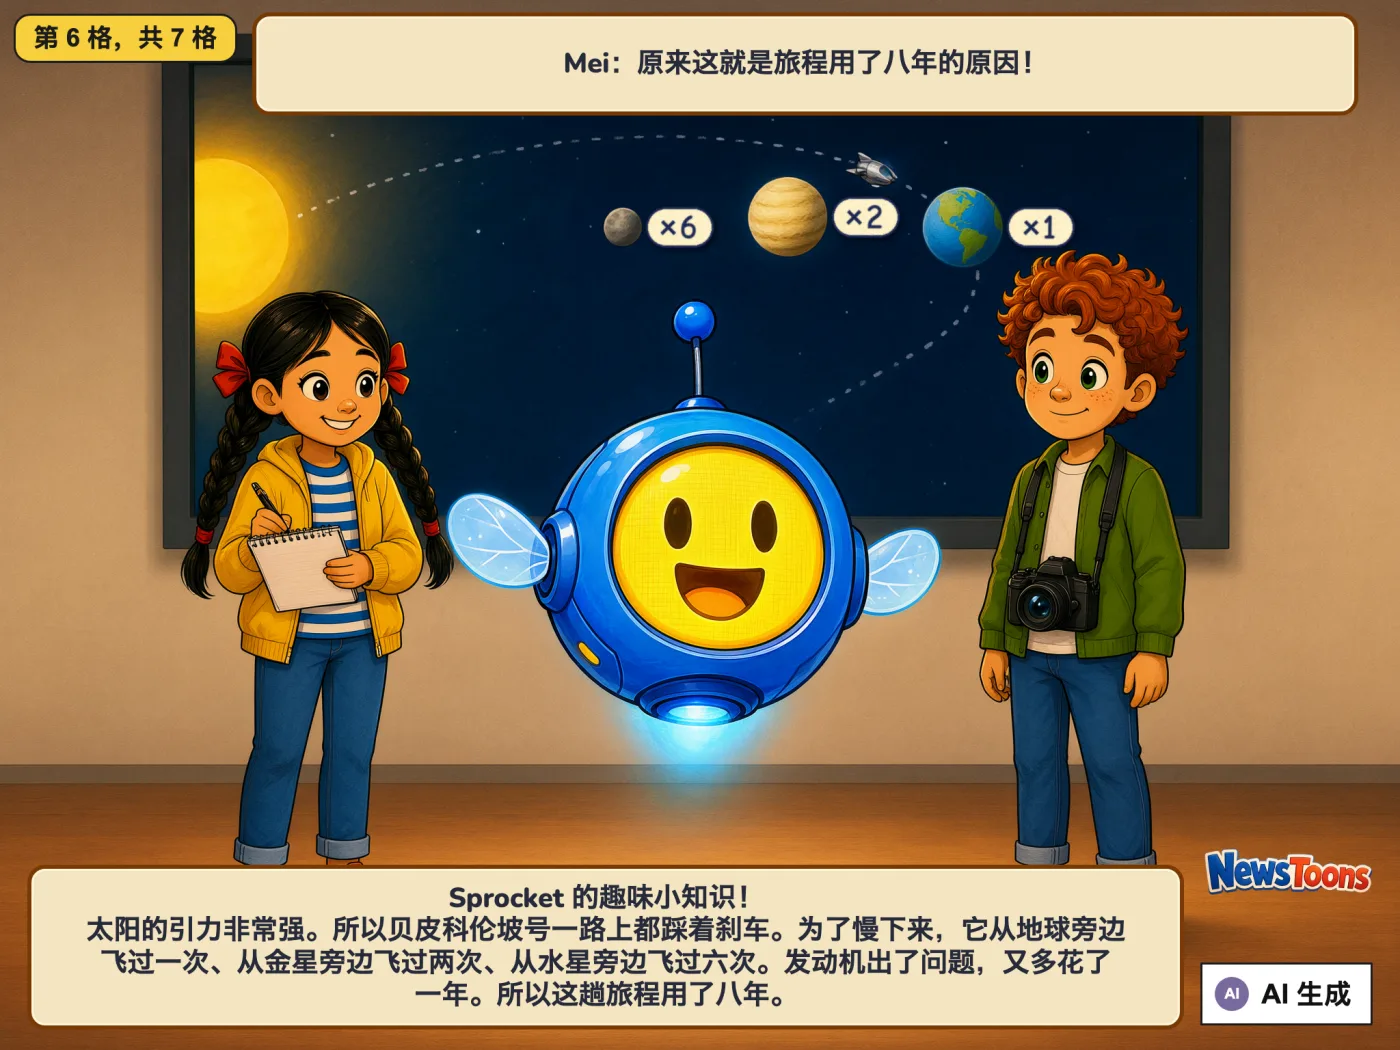 第 6 格，共 7 格
Mei：原来这就是旅程用了八年的原因！
×6
×2
×1
Sprocket 的趣味小知识！
太阳的引力非常强。所以贝皮科伦坡号一路上都踩着刹车。为了慢下来，它从地球旁边
飞过一次、从金星旁边飞过两次、从水星旁边飞过六次。发动机出了问题，又多花了
一年。所以这趟旅程用了八年。
NewsToons
AI AI 生成